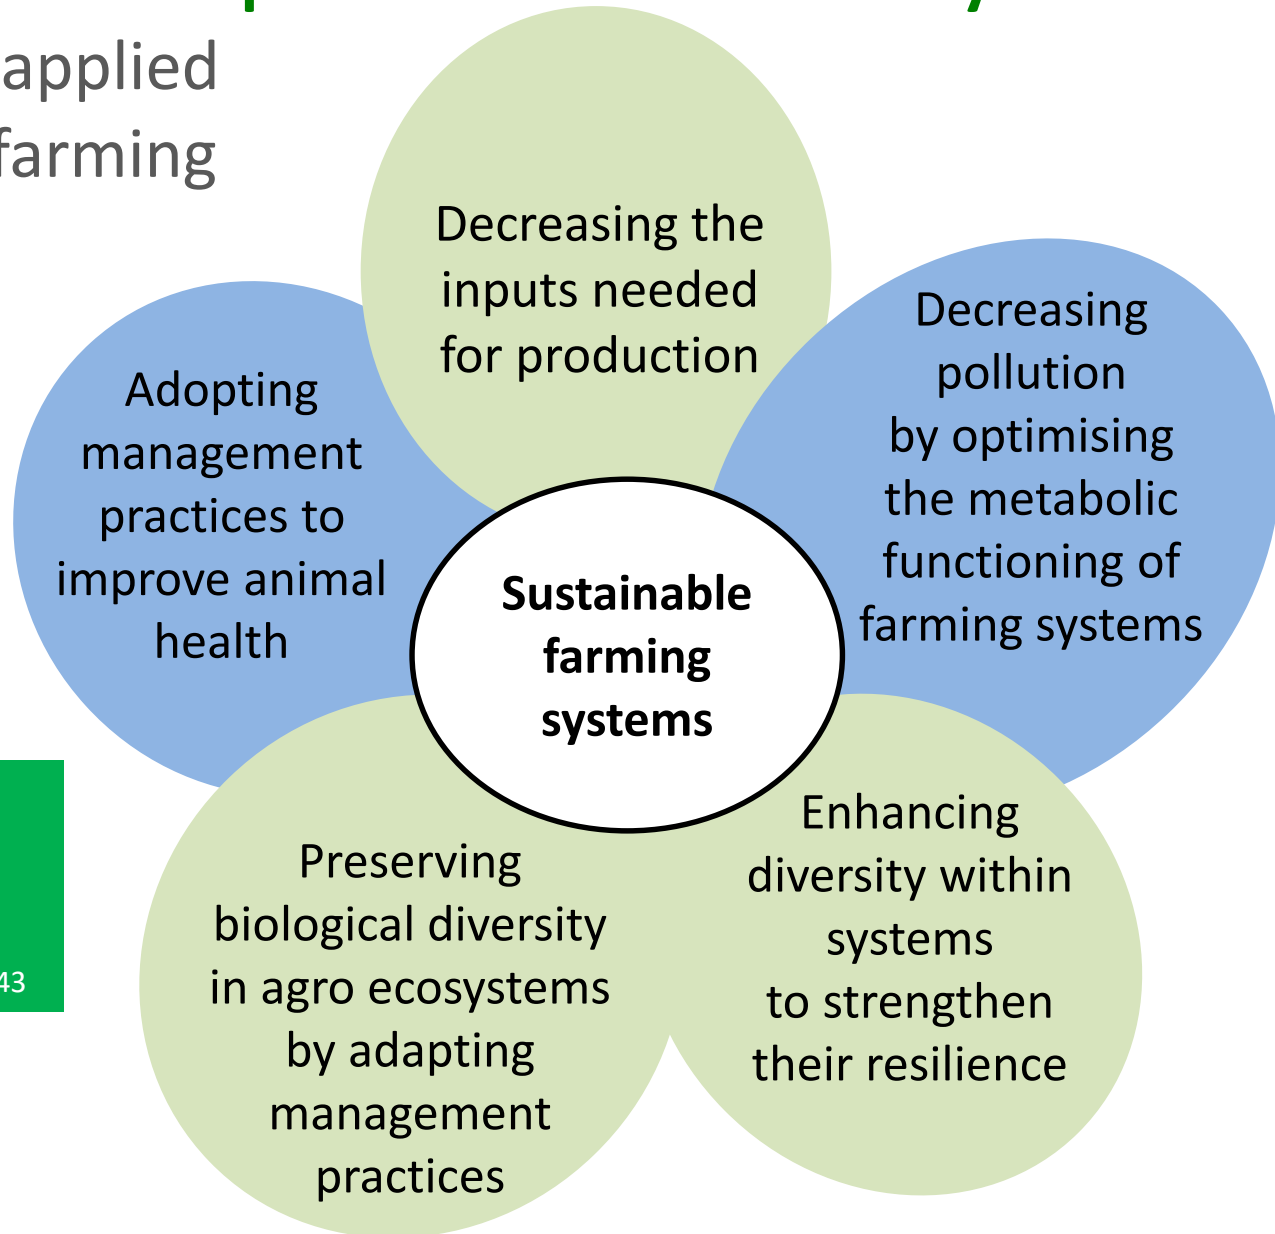 applied
farming
Decreasing the
inputs needed
for production
Decreasing
pollution
by optimising
the metabolic
functioning of
farming systems
Adopting
management
practices to
improve animal
health
Sustainable
farming
systems
Enhancing
diversity within
systems
to strengthen
their resilience
Preserving
biological diversity
in agro ecosystems
by adapting
management
practices
43